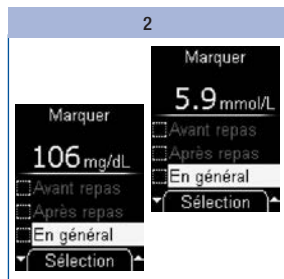 2
Marquer
106 mg/dL
Avant repas
Après repas
En général
Sélection
Marquer
5.9 mmol/L
Avant repas
Après repas
En général
Sélection